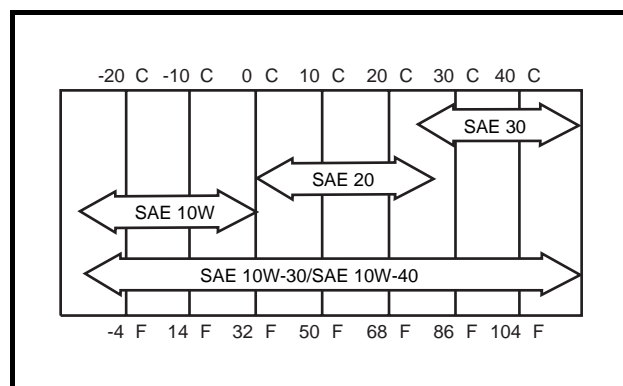 -20 C -10 C 0 C 10 C 20 C 30 C 40 C
SAE 30
SAE 20
SAE 10W
SAE 10W-30/SAE 10W-40
-4 F 14 F 32 F 50 F 68 F 86 F 104 F